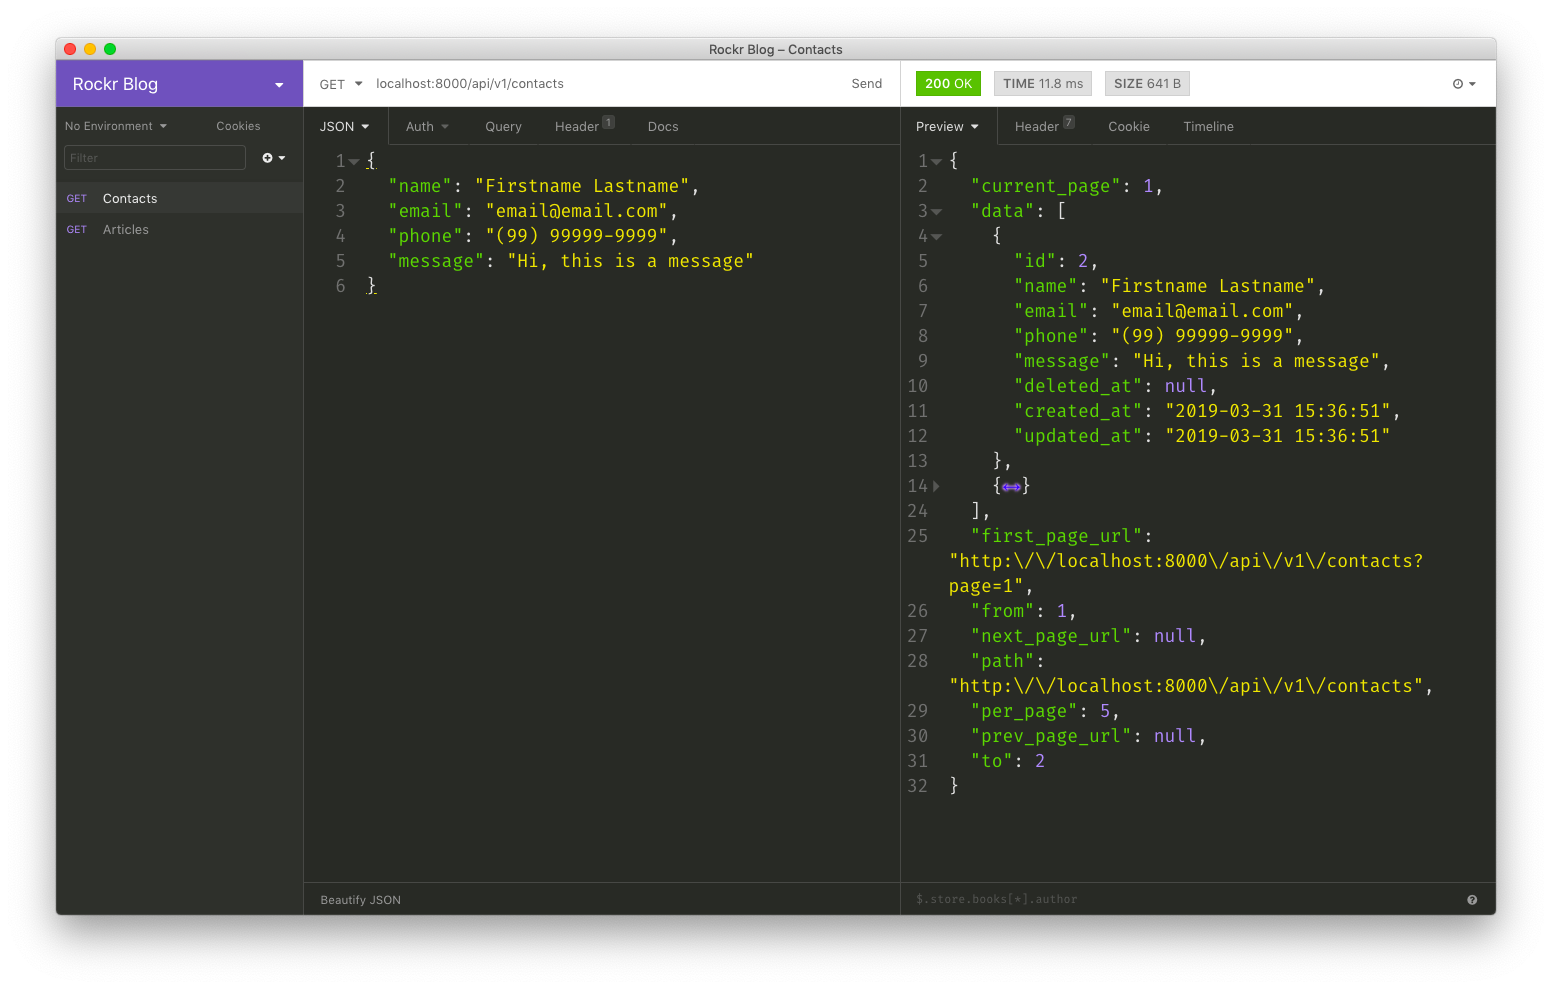 Rockr Blog – Contacts
Rockr Blog
GET localhost:8000/api/v1/contacts Send
200 OK TIME 11.8 ms SIZE 641 B
No Environment Cookies
Filter
GET Contacts
GET Articles
JSON Auth Query Header 1 Docs
1 {
2 "name": "Firstname Lastname",
3 "email": "email@email.com",
4 "phone": "(99) 99999-9999",
5 "message": "Hi, this is a message"
6 }
Beautify JSON
Preview Header 7 Cookie Timeline
1 {
2 "current_page": 1,
3 "data": [
4 {
5 "id": 2,
6 "name": "Firstname Lastname",
7 "email": "email@email.com",
8 "phone": "(99) 99999-9999",
9 "message": "Hi, this is a message",
10 "deleted_at": null,
11 "created_at": "2019-03-31 15:36:51",
12 "updated_at": "2019-03-31 15:36:51"
13 },
14 {↔}
24 ],
25 "first_page_url":
"http:\/\/localhost:8000\/api\/v1\/contacts?
page=1",
26 "from": 1,
27 "next_page_url": null,
28 "path":
"http:\/\/localhost:8000\/api\/v1\/contacts",
29 "per_page": 5,
30 "prev_page_url": null,
31 "to": 2
32 }
$.store.books[*].author